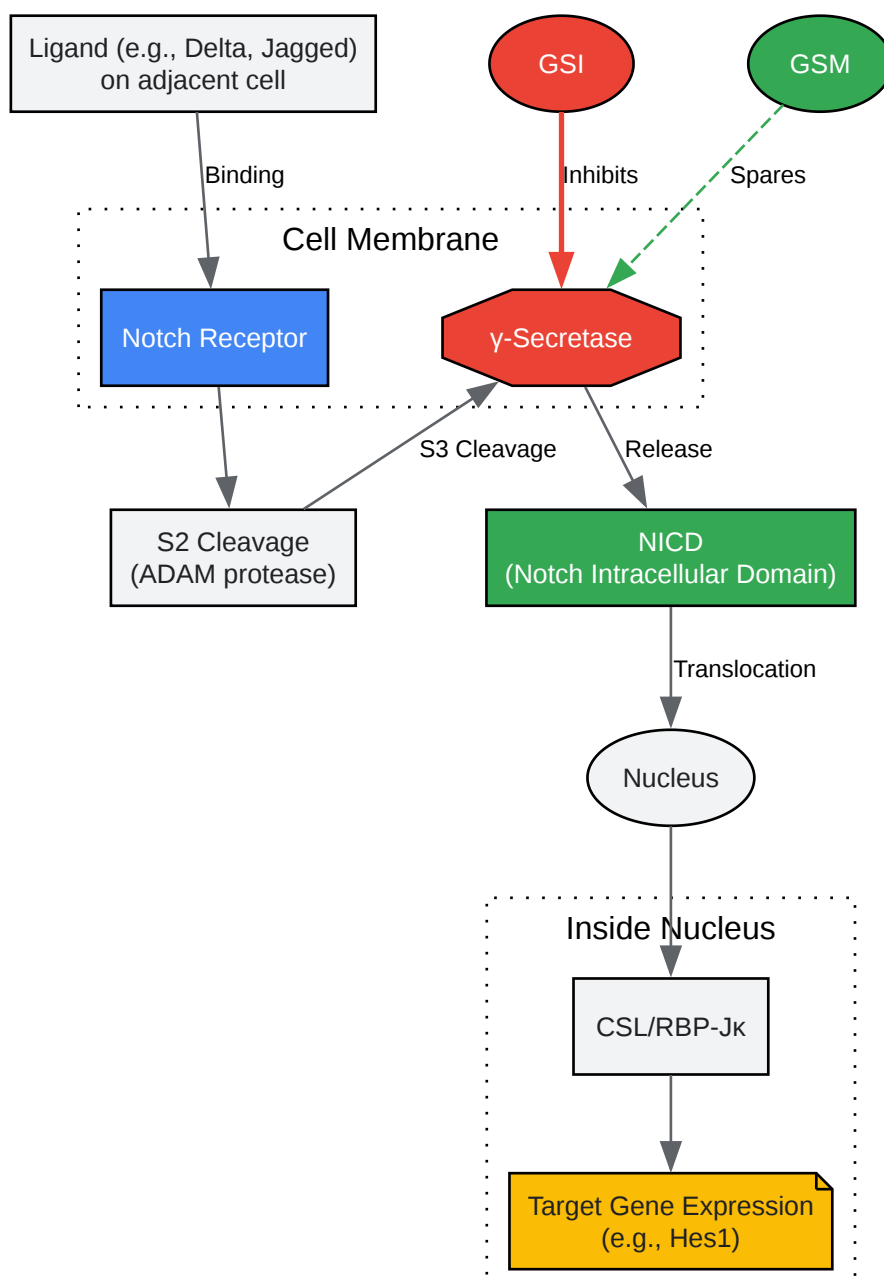 Ligand (e.g., Delta, Jagged)
on adjacent cell
GSI
GSM
Binding
Inhibits
Spares
Cell Membrane
Notch Receptor
γ-Secretase
S3 Cleavage
Release
S2 Cleavage
(ADAM protease)
NICD
(Notch Intracellular Domain)
Translocation
Nucleus
Inside Nucleus
CSL/RBP-Jκ
Target Gene Expression
(e.g., Hes1)